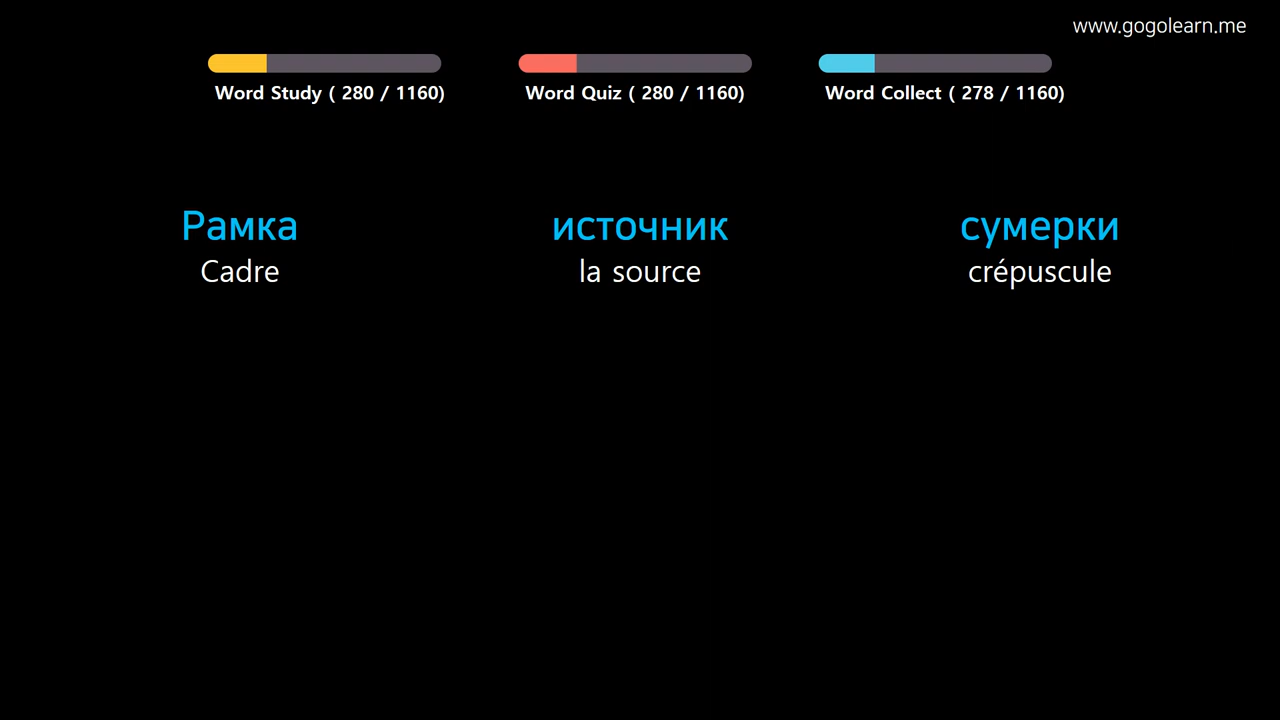 www.gogolearn.me
Word Study ( 280 / 1160)
Word Quiz ( 280 / 1160)
Word Collect ( 278 / 1160)
Рамка
Cadre
источник
la source
сумерки
crépuscule